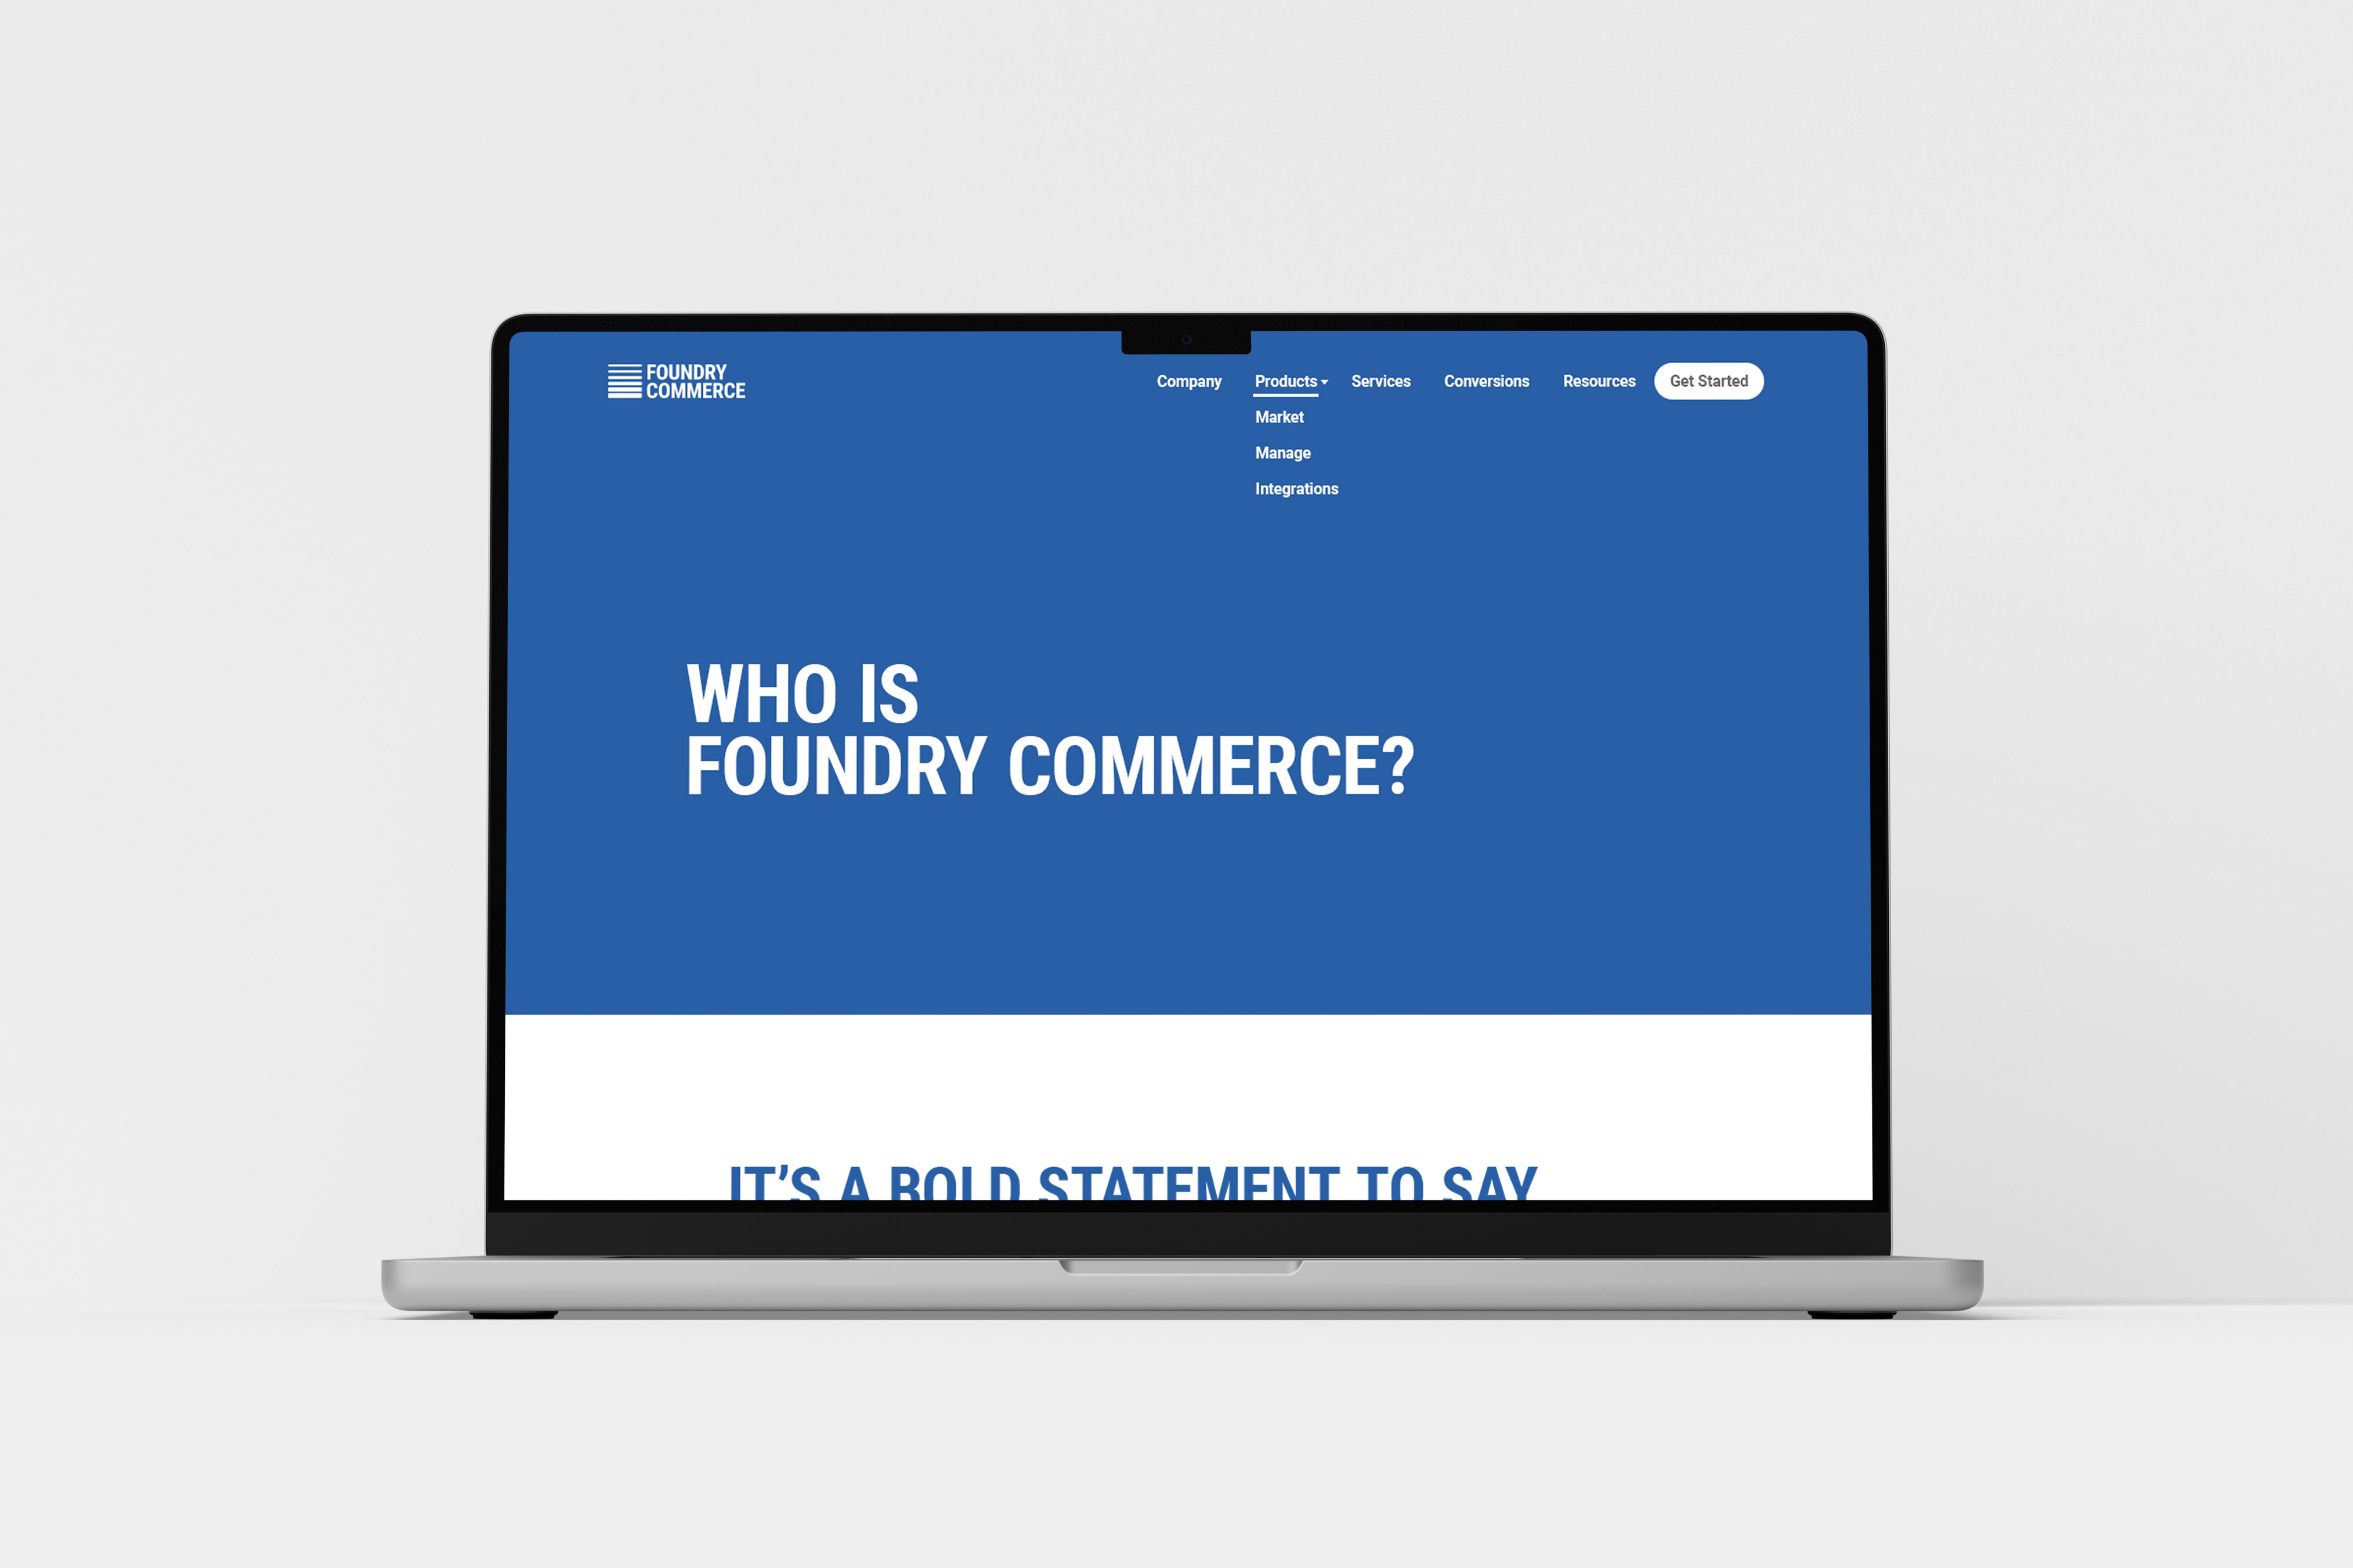 FOUNDRY
COMMERCE
Company Products Services Conversions Resources Get Started
Market
Manage
Integrations
WHO IS
FOUNDRY COMMERCE?
IT’S A BOLD STATEMENT TO SAY